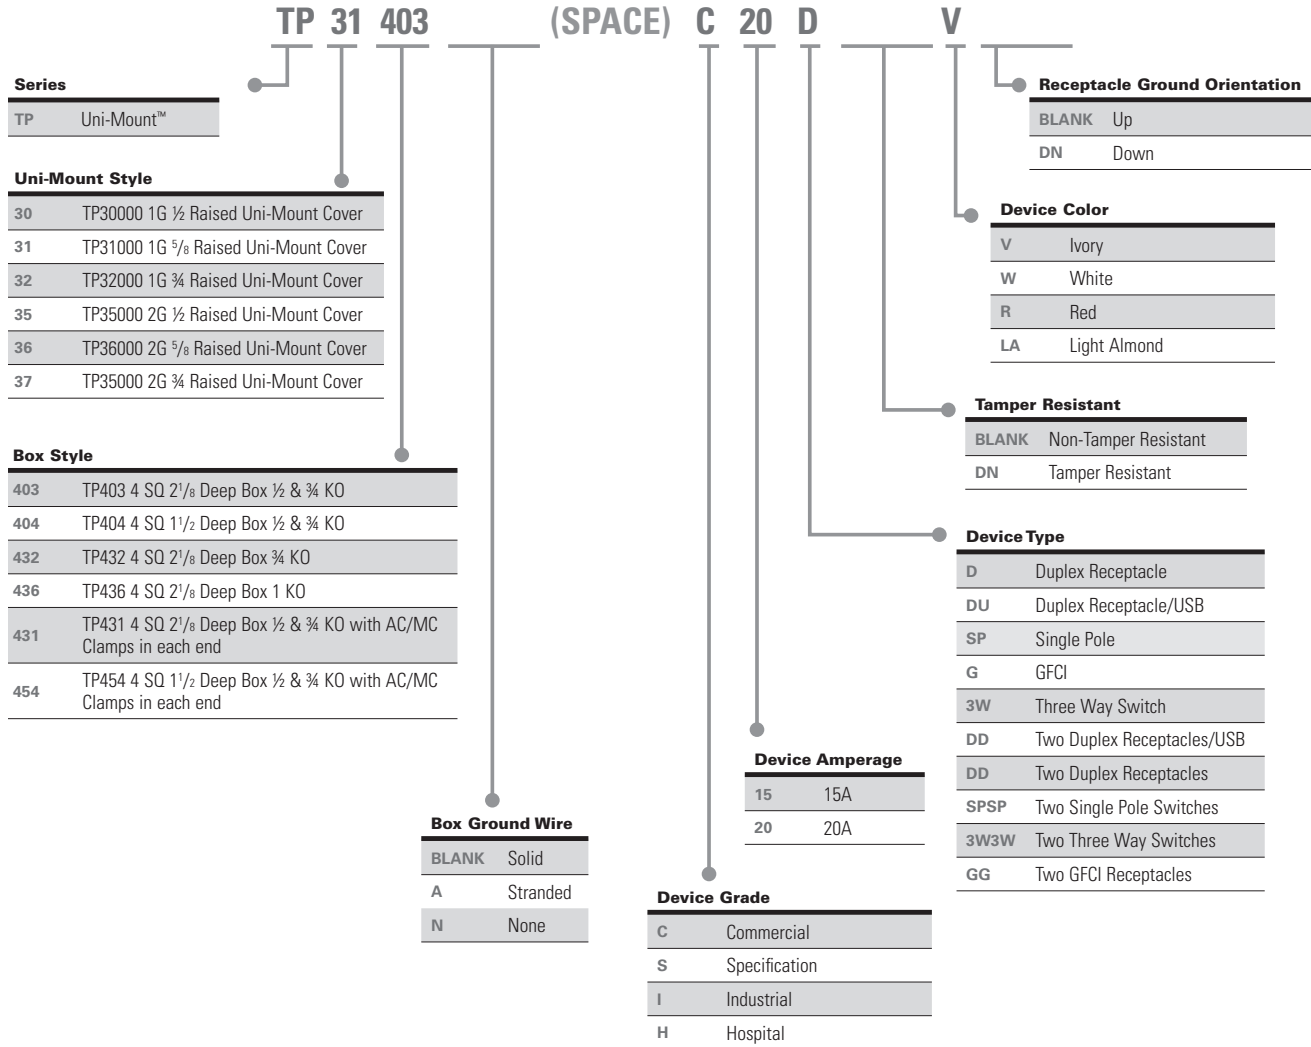 TP 31 403 (SPACE) C 20 D V
Series
TP Uni-Mount™
Uni-Mount Style
30 TP30000 1G ½ Raised Uni-Mount Cover
31 TP31000 1G 5/8 Raised Uni-Mount Cover
32 TP32000 1G ¾ Raised Uni-Mount Cover
35 TP35000 2G ½ Raised Uni-Mount Cover
36 TP36000 2G 5/8 Raised Uni-Mount Cover
37 TP35000 2G ¾ Raised Uni-Mount Cover
Box Style
403 TP403 4 SQ 2 1/8 Deep Box ½ & ¾ KO
404 TP404 4 SQ 1 1/2 Deep Box ½ & ¾ KO
432 TP432 4 SQ 2 1/8 Deep Box ¾ KO
436 TP436 4 SQ 2 1/8 Deep Box 1 KO
431 TP431 4 SQ 2 1/8 Deep Box ½ & ¾ KO with AC/MC
Clamps in each end
454 TP454 4 SQ 1 1/2 Deep Box ½ & ¾ KO with AC/MC
Clamps in each end
Box Ground Wire
BLANK Solid
A Stranded
N None
Device Grade
C Commercial
S Specification
I Industrial
H Hospital
Device Amperage
15 15A
20 20A
Device Type
D Duplex Receptacle
DU Duplex Receptacle/USB
SP Single Pole
G GFCI
3W Three Way Switch
DD Two Duplex Receptacles/USB
DD Two Duplex Receptacles
SPSP Two Single Pole Switches
3W3W Two Three Way Switches
GG Two GFCI Receptacles
Tamper Resistant
BLANK Non-Tamper Resistant
DN Tamper Resistant
Device Color
V Ivory
W White
R Red
LA Light Almond
Receptacle Ground Orientation
BLANK Up
DN Down